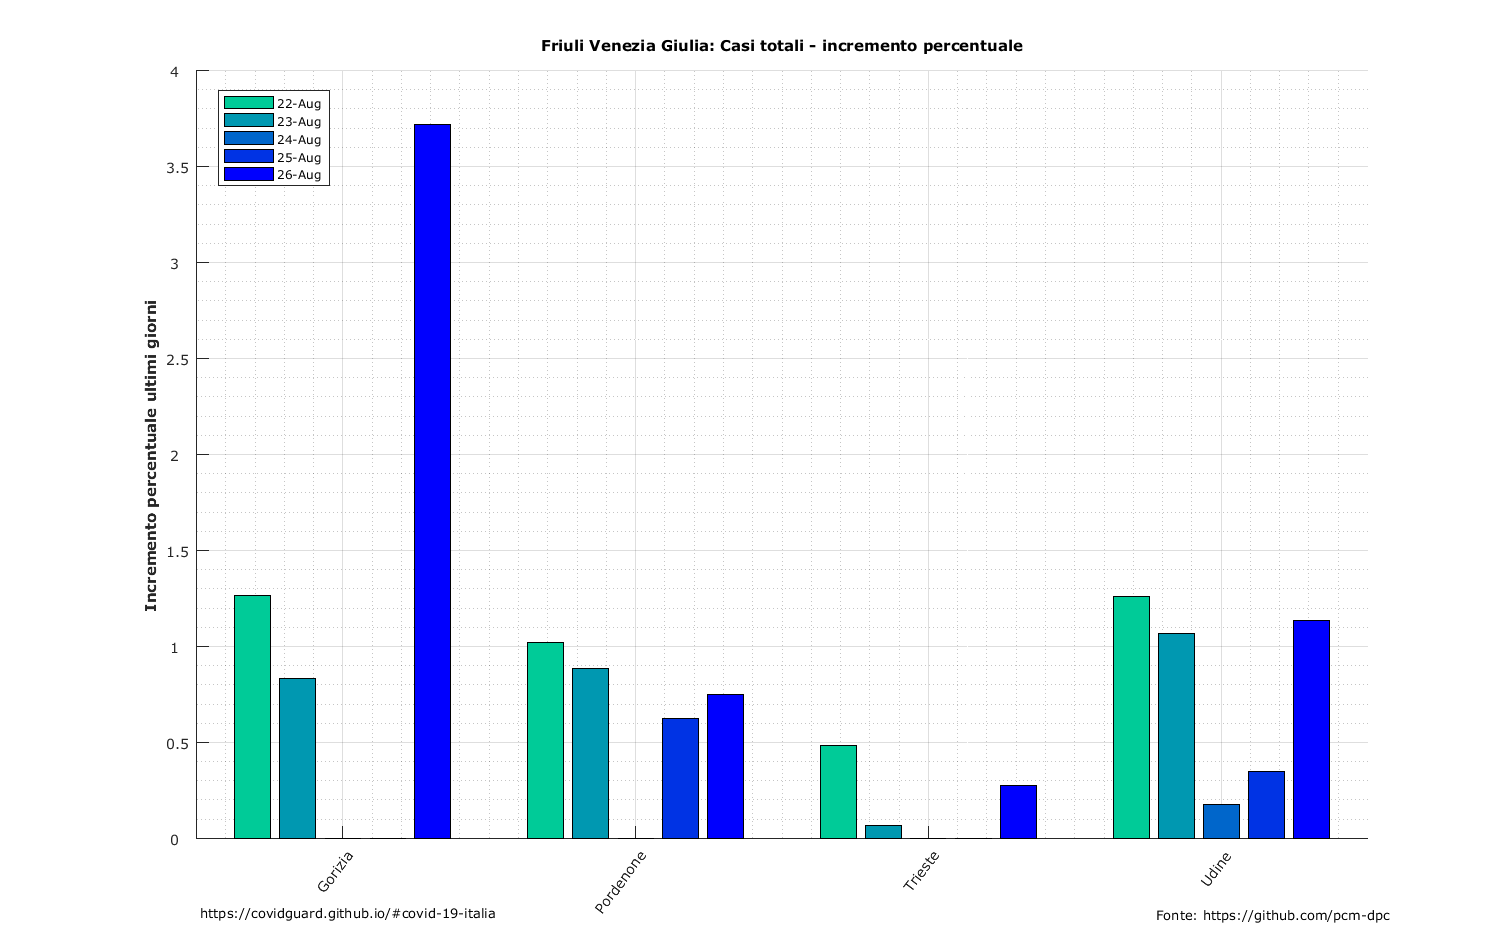 Friuli Venezia Giulia: Casi totali - incremento percentuale
4
3.5
3
2.5
2
1.5
1
0.5
0
Incremento percentuale ultimi giorni
22-Aug
23-Aug
24-Aug
25-Aug
26-Aug
Gorizia
Pordenone
Trieste
Udine
https://covidguard.github.io/#covid-19-italia
Fonte: https://github.com/pcm-dpc